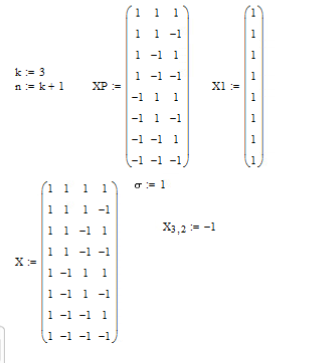 k := 3
n := k + 1
XP :=
1 1 1
1 1 -1
1 -1 1
1 -1 -1
-1 1 1
-1 1 -1
-1 -1 1
-1 -1 -1
X1 :=
1
1
1
1
1
1
1
1
X :=
1 1 1 1
1 1 1 -1
1 1 -1 1
1 1 -1 -1
1 -1 1 1
1 -1 1 -1
1 -1 -1 1
1 -1 -1 -1
σ := 1
X3,2 := -1